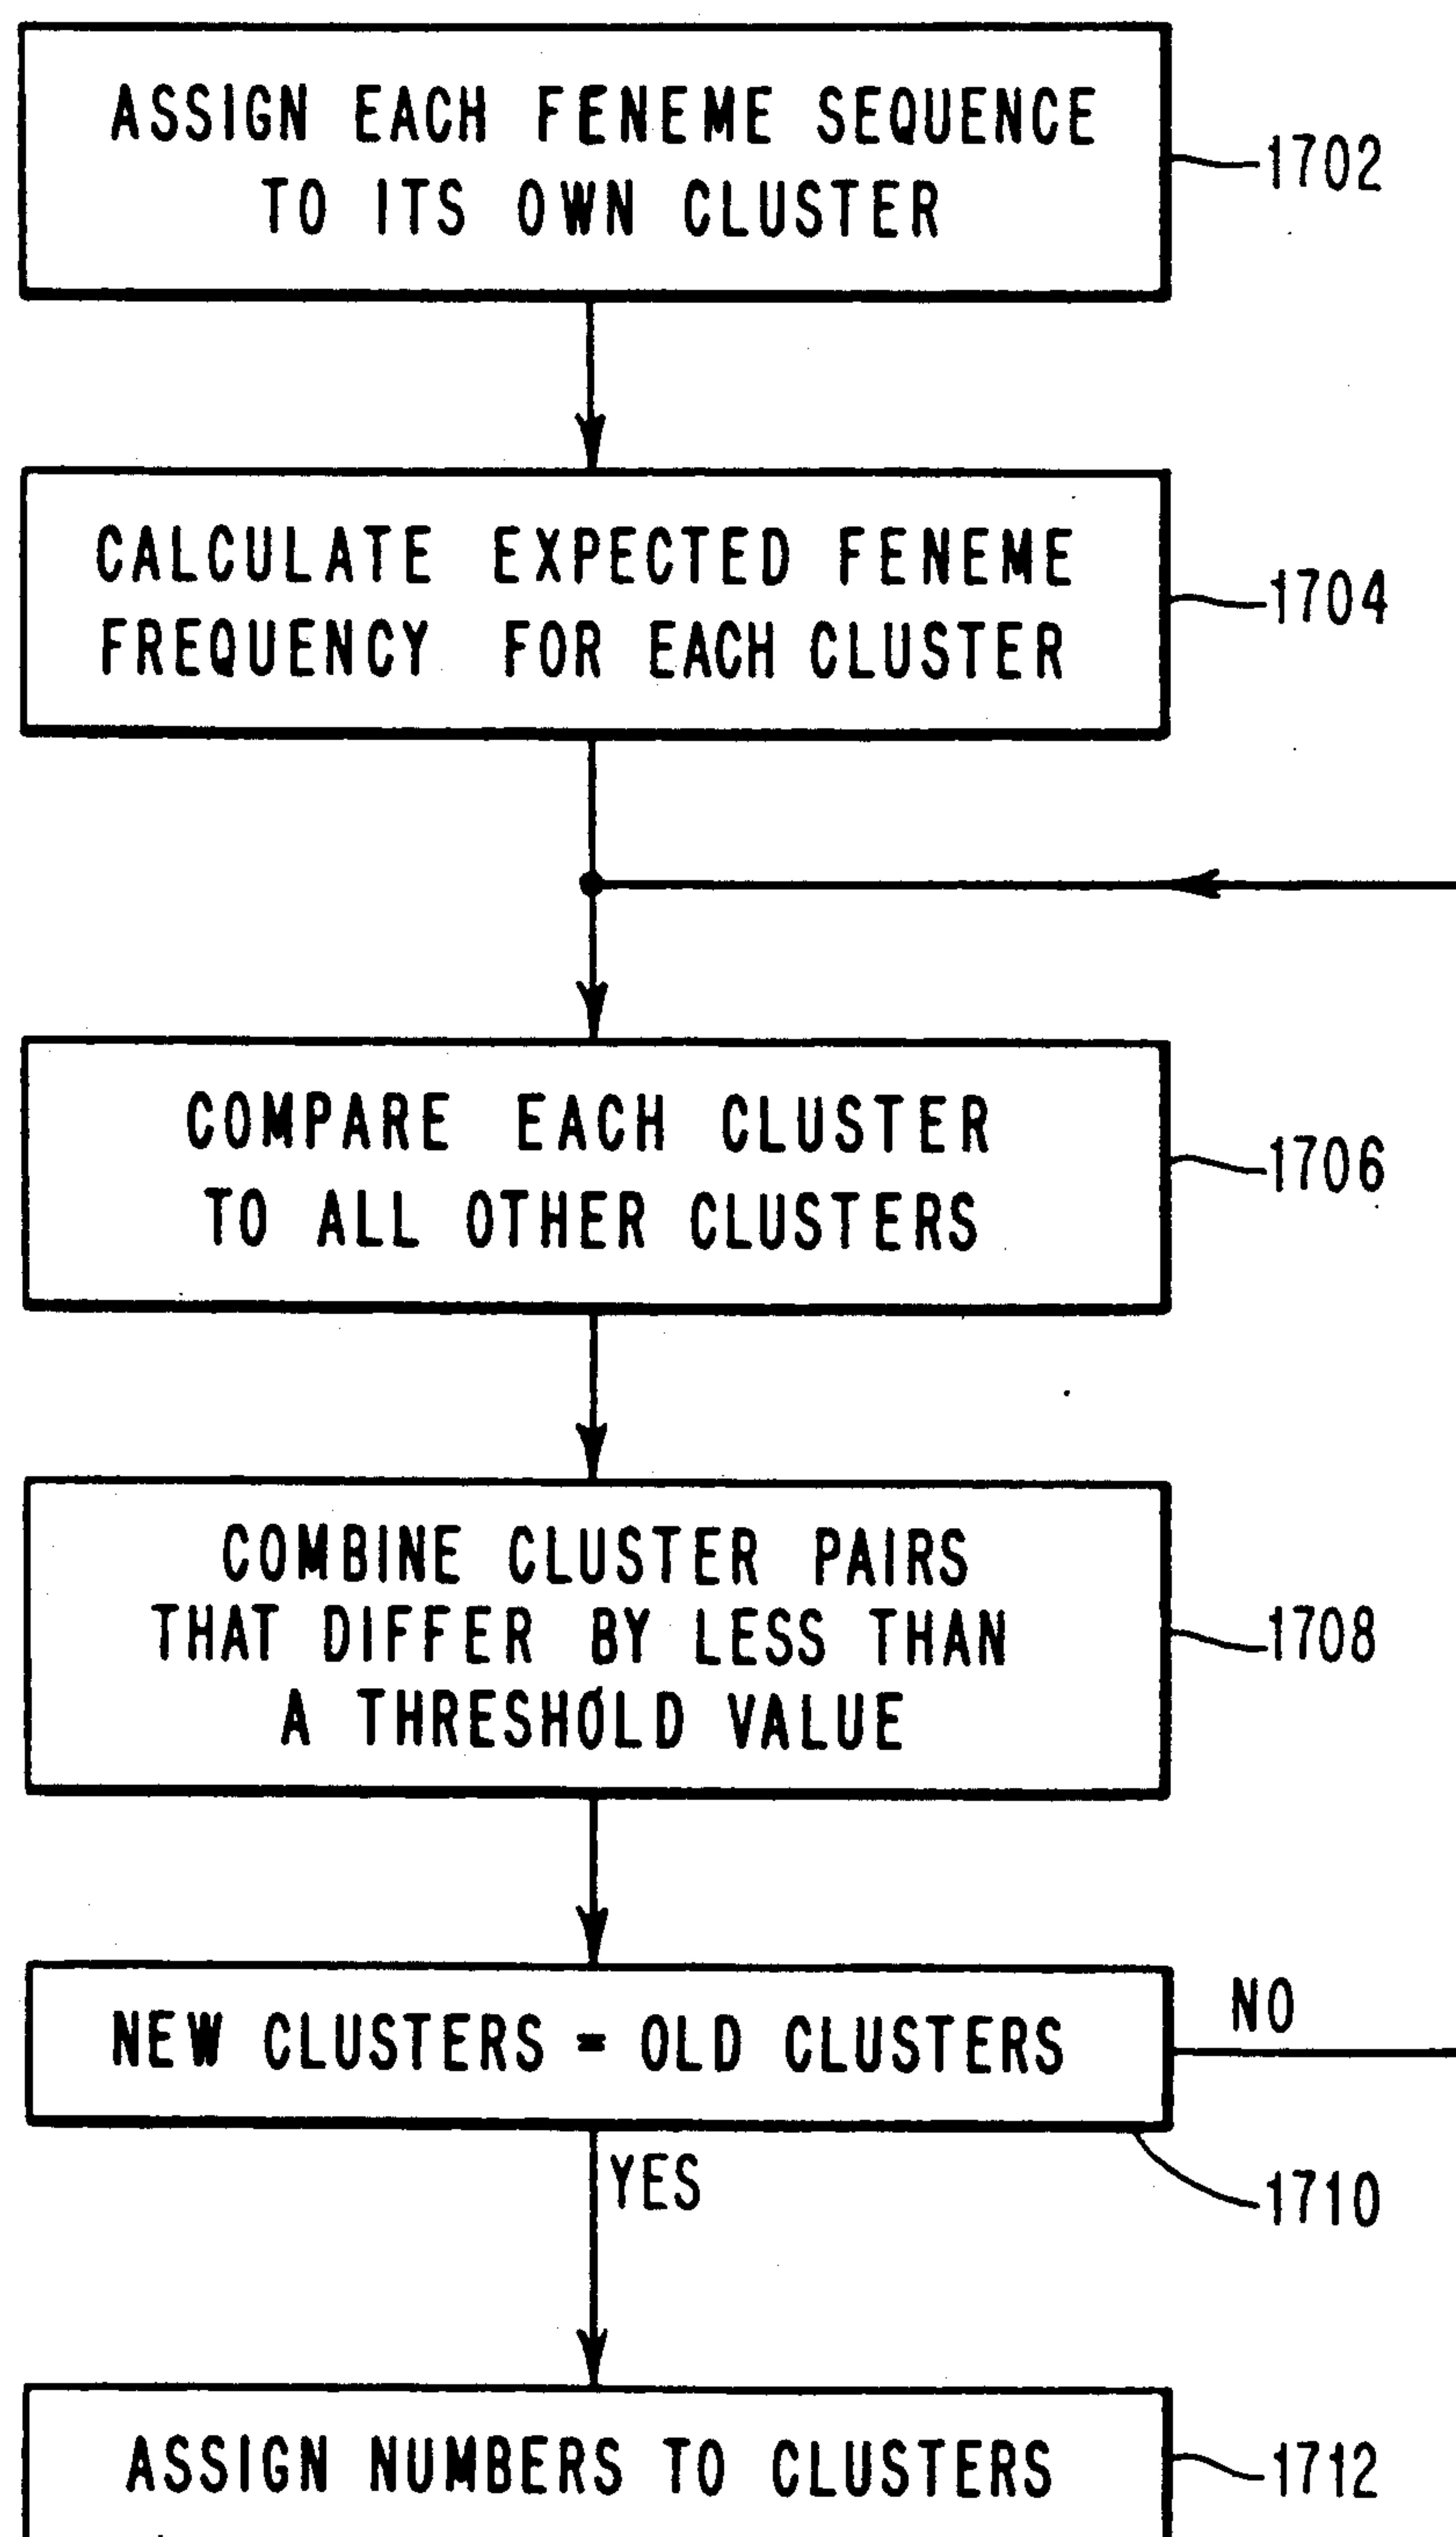 ASSIGN EACH FENEME SEQUENCE
TO ITS OWN CLUSTER
1702
CALCULATE EXPECTED FENEME
FREQUENCY FOR EACH CLUSTER
1704
COMPARE EACH CLUSTER
TO ALL OTHER CLUSTERS
1706
COMBINE CLUSTER PAIRS
THAT DIFFER BY LESS THAN
A THRESHOLD VALUE
1708
NEW CLUSTERS = OLD CLUSTERS
NO
1710
YES
ASSIGN NUMBERS TO CLUSTERS
1712